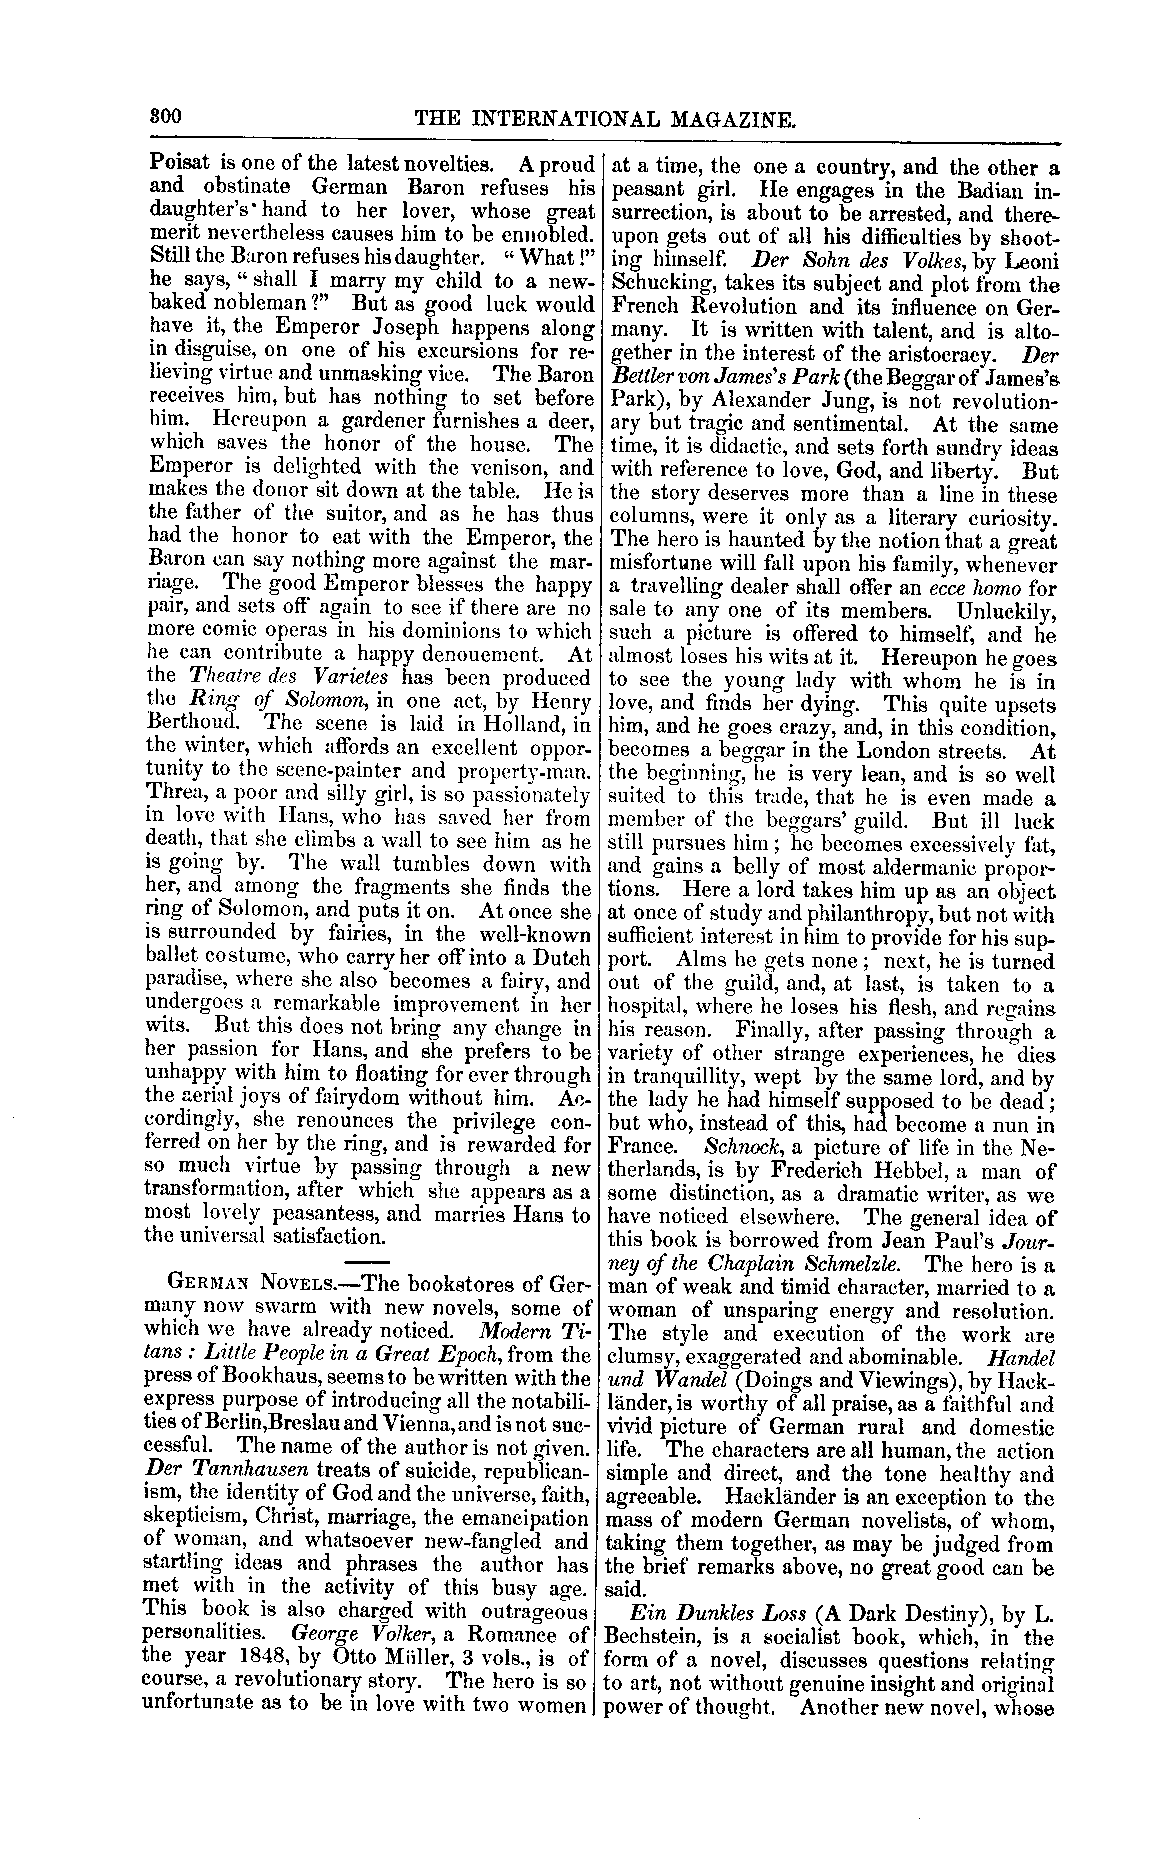 300 THE INTERNATIONAL MAGAZINE.
Poisat is one of the latest novelties. A proud
and obstinate German Baron refuses his
daughter's hand to her lover, whose great
merit nevertheless causes him to be ennobled.
Still the Baron refuses his daughter. "What!"
he says, "shall I marry my child to a new-
baked nobleman?" But as good luck would
have it, the Emperor Joseph happens along
in disguise, on one of his excursions for re-
lieving virtue and unmasking vice. The Baron
receives him, but has nothing to set before
him. Hereupon a gardener furnishes a deer,
which saves the honor of the house. The
Emperor is delighted with the venison, and
makes the donor sit down at the table. He is
the father of the suitor, and as he has thus
had the honor to eat with the Emperor, the
Baron can say nothing more against the mar-
riage. The good Emperor blesses the happy
pair, and sets off again to see if there are no
more comic operas in his dominions to which
he can contribute a happy denouement. At
the Theatre des Varietes has been produced
the Ring of Solomon, in one act, by Henry
Berthoud. The scene is laid in Holland, in
the winter, which affords an excellent oppor-
tunity to the scene-painter and property-man.
Threa, a poor and silly girl, is so passionately
in love with Hans, who has saved her from
death, that she climbs a wall to see him as he
is going by. The wall tumbles down with
her, and among the fragments she finds the
ring of Solomon, and puts it on. At once she
is surrounded by fairies, in the well-known
ballet costume, who carry her off into a Dutch
paradise, where she also becomes a fairy, and
undergoes a remarkable improvement in her
wits. But this does not bring any change in
her passion for Hans, and she prefers to be
unhappy with him to floating for ever through
the aerial joys of fairydom without him. Ac-
cordingly, she renounces the privilege con-
ferred on her by the ring, and is rewarded for
so much virtue by passing through a new
transformation, after which she appears as a
most lovely peasantess, and marries Hans to
the universal satisfaction.
GERMAN NOVELS.—The bookstores of Ger-
many now swarm with new novels, some of
which we have already noticed. Modern Ti-
tans: Little People in a Great Epoch, from the
press of Bookhaus, seems to be written with the
express purpose of introducing all the notabili-
ties of Berlin, Breslau and Vienna, and is not suc-
cessful. The name of the author is not given.
Der Tannhausen treats of suicide, republican-
ism, the identity of God and the universe, faith,
skepticism, Christ, marriage, the emancipation
of woman, and whatsoever new-fangled and
startling ideas and phrases the author has
met with in the activity of this busy age.
This book is also charged with outrageous
personalities. George Volker, a Romance of
the year 1848, by Otto Müller, 3 vols., is of
course, a revolutionary story. The hero is so
unfortunate as to be in love with two women
at a time, the one a country, and the other a
peasant girl. He engages in the Badian in-
surrection, is about to be arrested, and there-
upon gets out of all his difficulties by shoot-
ing himself. Der Sohn des Volkes, by Leoni
Schucking, takes its subject and plot from the
French Revolution and its influence on Ger-
many. It is written with talent, and is alto-
gether in the interest of the aristocracy. Der
Bettler von James's Park (the Beggar of James's
Park), by Alexander Jung, is not revolution-
ary but tragic and sentimental. At the same
time, it is didactic, and sets forth sundry ideas
with reference to love, God, and liberty. But
the story deserves more than a line in these
columns, were it only as a literary curiosity.
The hero is haunted by the notion that a great
misfortune will fall upon his family, whenever
a travelling dealer shall offer an ecce homo for
sale to any one of its members. Unluckily,
such a picture is offered to himself, and he
almost loses his wits at it. Hereupon he goes
to see the young lady with whom he is in
love, and finds her dying. This quite upsets
him, and he goes crazy, and, in this condition,
becomes a beggar in the London streets. At
the beginning, he is very lean, and is so well
suited to this trade, that he is even made a
member of the beggars' guild. But ill luck
still pursues him; he becomes excessively fat,
and gains a belly of most aldermanic propor-
tions. Here a lord takes him up as an object
at once of study and philanthropy, but not with
sufficient interest in him to provide for his sup-
port. Alms he gets none; next, he is turned
out of the guild, and, at last, is taken to a
hospital, where he loses his flesh, and regains
his reason. Finally, after passing through a
variety of other strange experiences, he dies
in tranquillity, wept by the same lord, and by
the lady he had himself supposed to be dead;
but who, instead of this, had become a nun in
France. Schnock, a picture of life in the Ne-
therlands, is by Frederich Hebbel, a man of
some distinction, as a dramatic writer, as we
have noticed elsewhere. The general idea of
this book is borrowed from Jean Paul's Jour-
ney of the Chaplain Schmelzle. The hero is a
man of weak and timid character, married to a
woman of unsparing energy and resolution.
The style and execution of the work are
clumsy, exaggerated and abominable. Handel
und Wandel (Doings and Viewings), by Hack-
länder, is worthy of all praise, as a faithful and
vivid picture of German rural and domestic
life. The characters are all human, the action
simple and direct, and the tone healthy and
agreeable. Hackländer is an exception to the
mass of modern German novelists, of whom,
taking them together, as may be judged from
the brief remarks above, no great good can be
said.
Ein Dunkles Loss (A Dark Destiny), by L.
Bechstein, is a socialist book, which, in the
form of a novel, discusses questions relating
to art, not without genuine insight and original
power of thought. Another new novel, whose